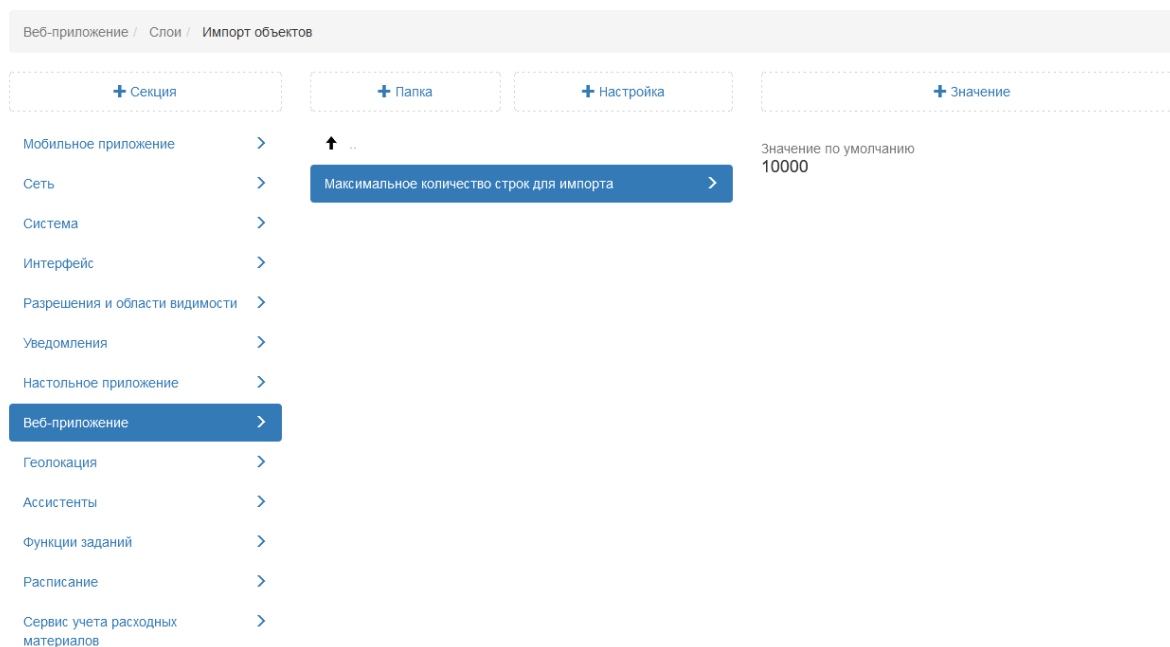 Веб-приложение / Слои / Импорт объектов
Секция
Папка
Настройка
Значение
Мобильное приложение
Сеть
Система
Интерфейс
Разрешения и области видимости
Уведомления
Настольное приложение
Веб-приложение
Геолокация
Ассистенты
Функции заданий
Расписание
Сервис учета расходных
материалов
..
Максимальное количество строк для импорта
Значение по умолчанию
10000